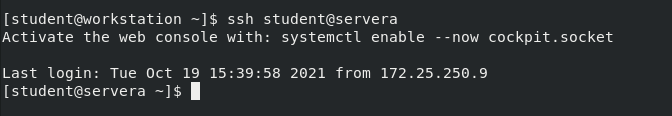 [student@workstation ~]$ ssh student@servera
Activate the web console with: systemctl enable --now cockpit.socket
Last login: Tue Oct 19 15:39:58 2021 from 172.25.250.9
[student@servera ~]$